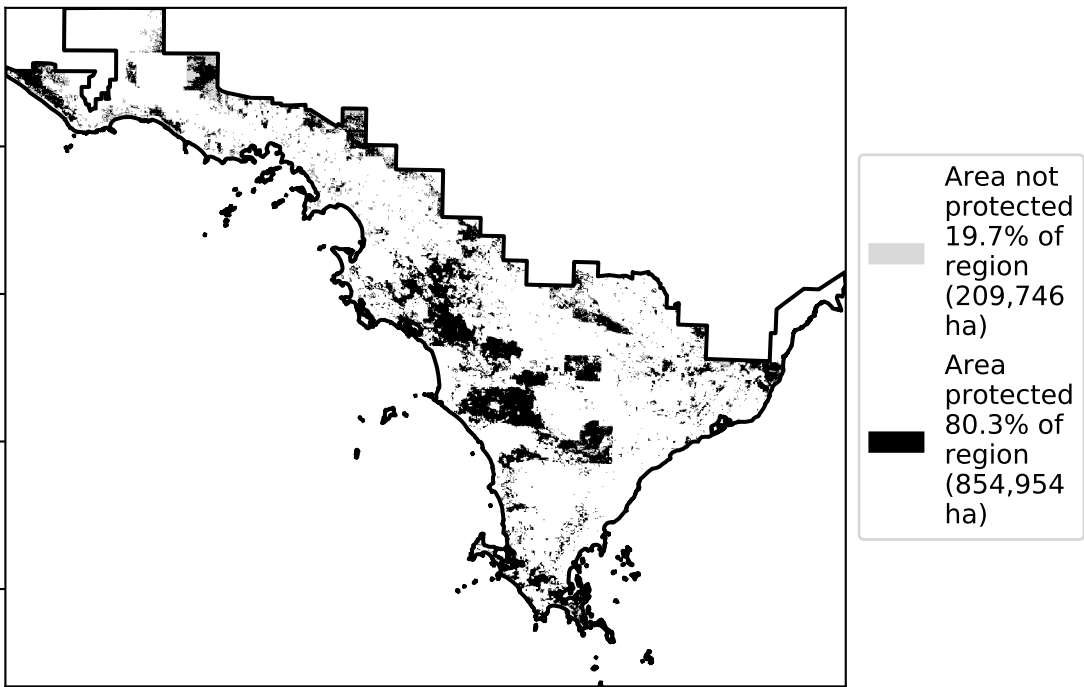 Area not
protected
19.7% of
region
(209,746
ha)
Area
protected
80.3% of
region
(854,954
ha)